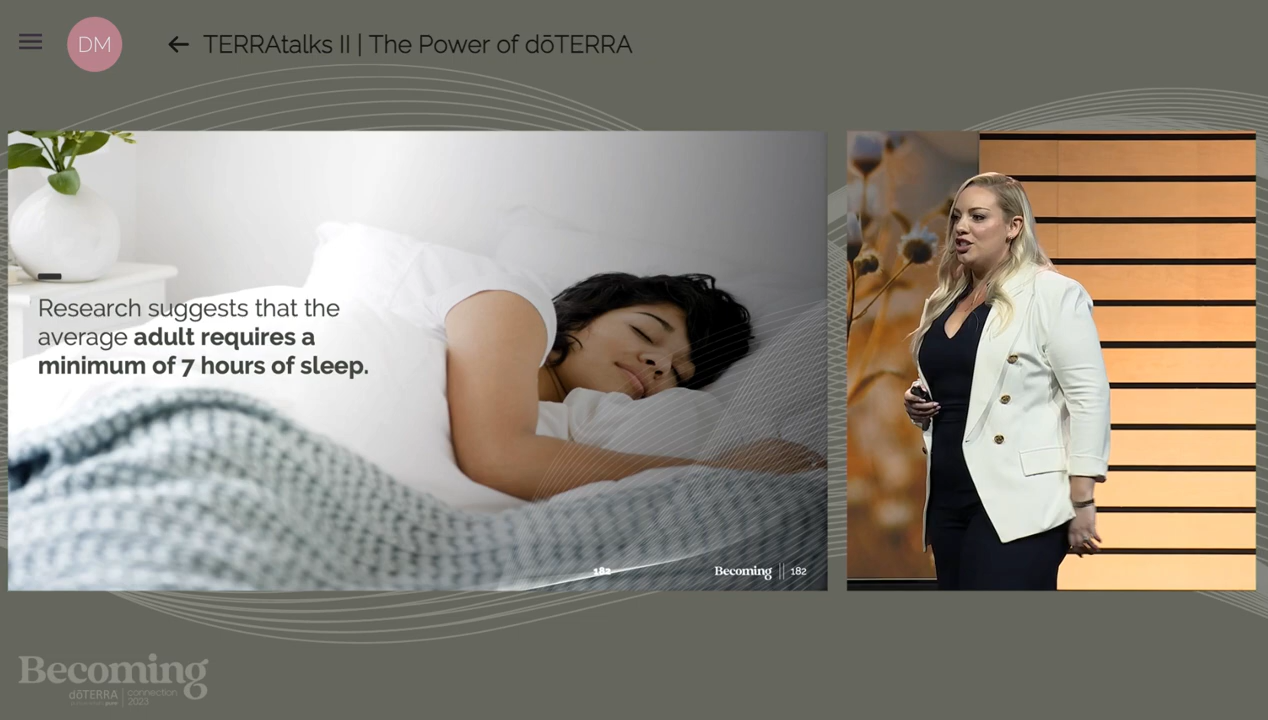 DM
TERRAtalks II | The Power of dōTERRA
Research suggests that the
average adult requires a
minimum of 7 hours of sleep.
182
Becoming || 182
Becoming
dōTERRA | connection
2023